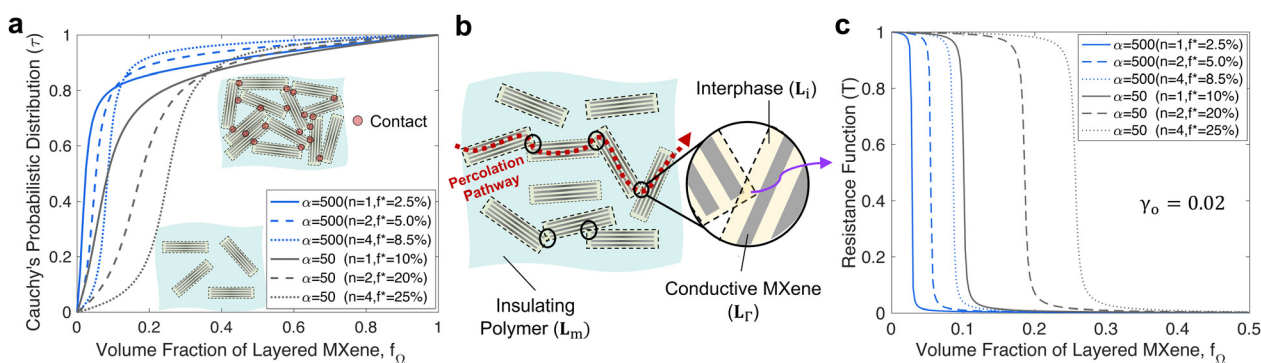 a
Cauchy's Probabilistic Distribution (τ)
1
0.8
0.6
0.4
0.2
0
0
0.2
0.4
0.6
0.8
1
Volume Fraction of Layered MXene, fΩ
Contact
α=500(n=1,f*=2.5%)
α=500(n=2,f*=5.0%)
α=500(n=4,f*=8.5%)
α=50 (n=1,f*=10%)
α=50 (n=2,f*=20%)
α=50 (n=4,f*=25%)
b
Interphase (Li)
Percolation
Pathway
Insulating
Polymer (Lm)
Conductive MXene
(LΓ)
c
Resistance Function (T)
1
0.8
0.6
0.4
0.2
0
0
0.1
0.2
0.3
0.4
0.5
Volume Fraction of Layered MXene, fΩ
α=500(n=1,f*=2.5%)
α=500(n=2,f*=5.0%)
α=500(n=4,f*=8.5%)
α=50 (n=1,f*=10%)
α=50 (n=2,f*=20%)
α=50 (n=4,f*=25%)
γo = 0.02